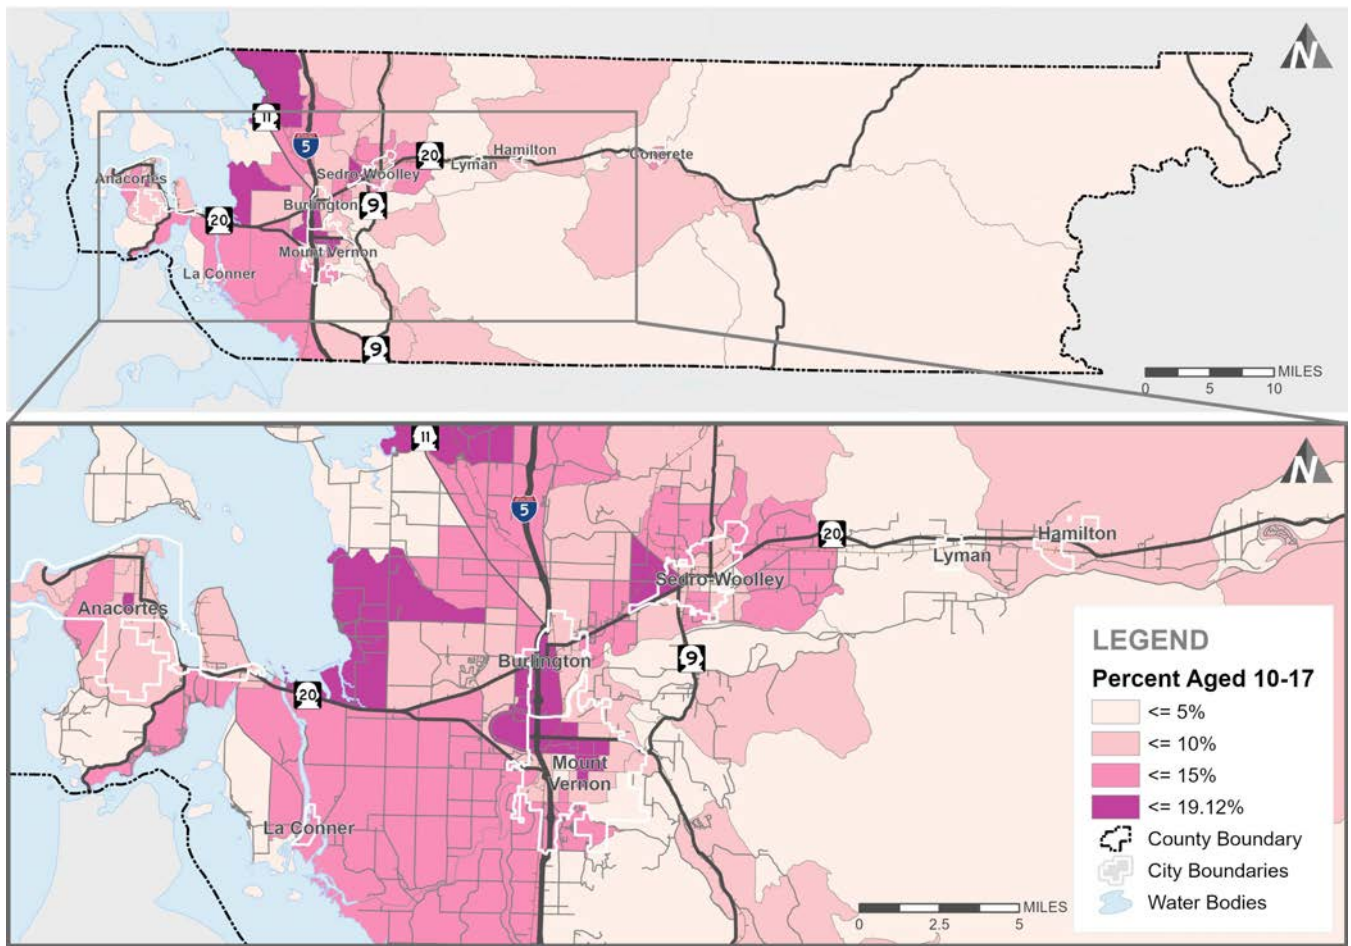 N
11
5
20
Hamilton
Lyman
Concrete
Sedro-Woolley
Anacortes
Burlington
9
20
Mount Vernon
La Conner
9
MILES
0 5 10
11
N
5
20
Hamilton
Lyman
Sedro-Woolley
Anacortes
Burlington
9
20
Mount
Vernon
La Conner
MILES
0 2.5 5
LEGEND
Percent Aged 10-17
<= 5%
<= 10%
<= 15%
<= 19.12%
County Boundary
City Boundaries
Water Bodies